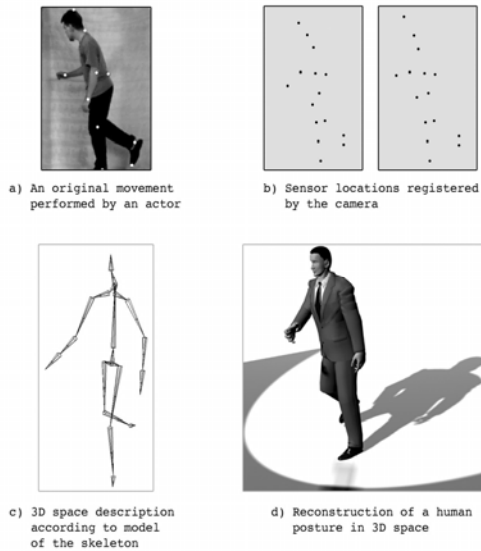 a) An original movement
performed by an actor
b) Sensor locations registered
by the camera
c) 3D space description
according to model
of the skeleton
d) Reconstruction of a human
posture in 3D space